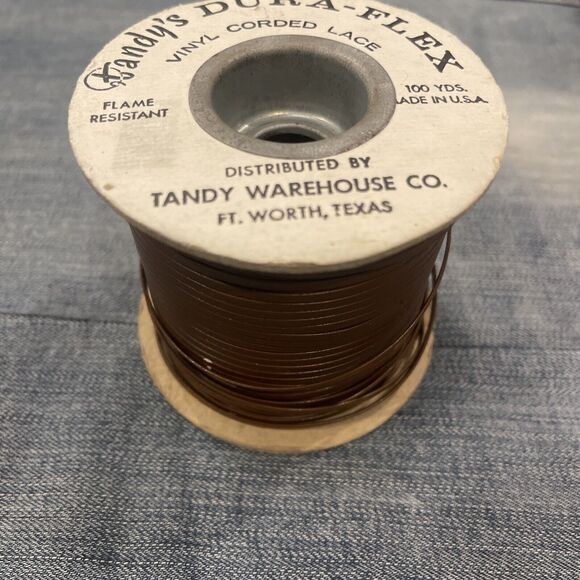 Tandy's DURA-FLEX
VINYL CORDED LACE
FLAME
RESISTANT
100 YDS.
MADE IN U.S.A.
DISTRIBUTED BY
TANDY WAREHOUSE CO.
FT. WORTH, TEXAS